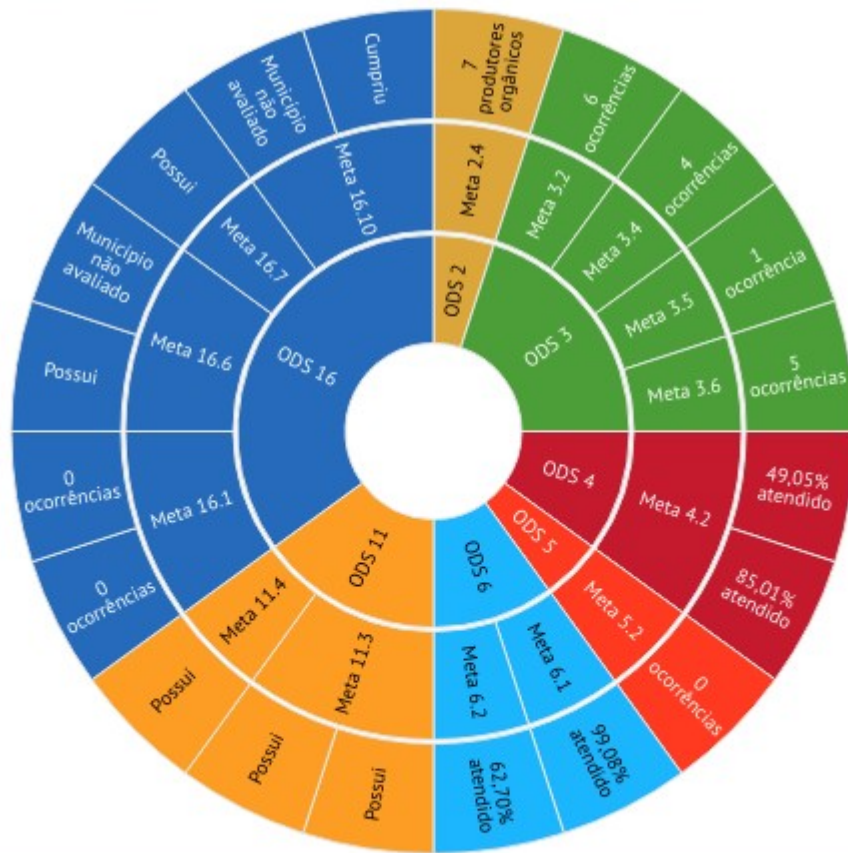 ODS 2
Meta 2.4
7
produtores
orgânicos
ODS 3
Meta 3.2
6
ocorrências
Meta 3.4
4
ocorrências
Meta 3.5
1
ocorrência
Meta 3.6
5
ocorrências
ODS 4
Meta 4.2
49,05%
atendido
85,01%
atendido
ODS 5
Meta 5.2
0
ocorrências
ODS 6
Meta 6.1
99,08%
atendido
Meta 6.2
62,70%
atendido
ODS 11
Meta 11.3
Possui
Possui
Meta 11.4
Possui
ODS 16
Meta 16.1
0
ocorrências
0
ocorrências
Meta 16.6
Possui
Município
não
avaliado
Meta 16.7
Possui
Meta 16.10
Município
não
avaliado
Cumpriu